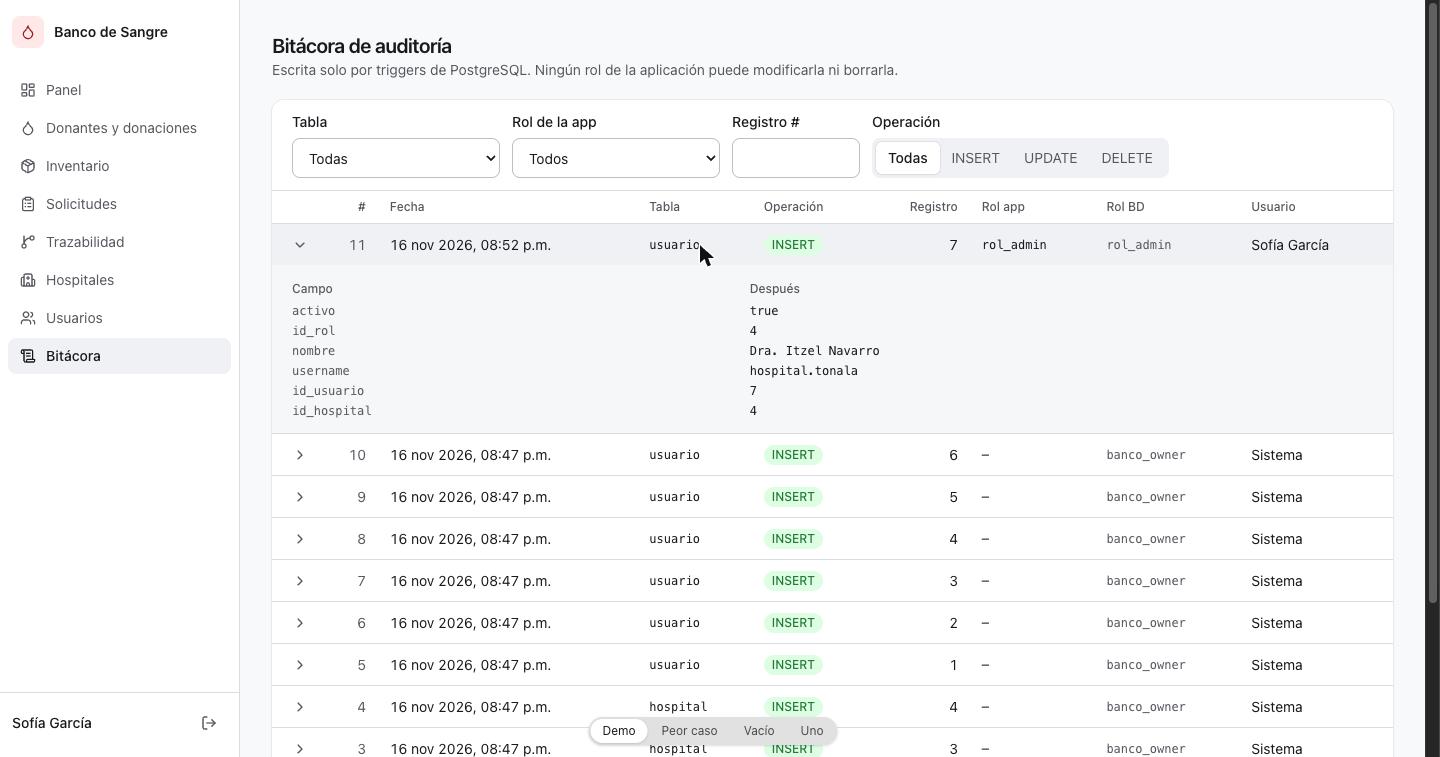 Banco de Sangre
Panel
Donantes y donaciones
Inventario
Solicitudes
Trazabilidad
Hospitales
Usuarios
Bitácora
Sofía García
Bitácora de auditoría
Escrita solo por triggers de PostgreSQL. Ningún rol de la aplicación puede modificarla ni borrarla.
Tabla Rol de la app Registro # Operación
Todas Todos Todas INSERT UPDATE DELETE
# Fecha Tabla Operación Registro Rol app Rol BD Usuario
11 16 nov 2026, 08:52 p.m. usuario INSERT 7 rol_admin rol_admin Sofía García
Campo Después
activo true
id_rol 4
nombre Dra. Itzel Navarro
username hospital.tonala
id_usuario 7
id_hospital 4
10 16 nov 2026, 08:47 p.m. usuario INSERT 6 – banco_owner Sistema
9 16 nov 2026, 08:47 p.m. usuario INSERT 5 – banco_owner Sistema
8 16 nov 2026, 08:47 p.m. usuario INSERT 4 – banco_owner Sistema
7 16 nov 2026, 08:47 p.m. usuario INSERT 3 – banco_owner Sistema
6 16 nov 2026, 08:47 p.m. usuario INSERT 2 – banco_owner Sistema
5 16 nov 2026, 08:47 p.m. usuario INSERT 1 – banco_owner Sistema
4 16 nov 2026, 08:47 p.m. hospital INSERT 4 – banco_owner Sistema
Demo Peor caso Vacío Uno
3 16 nov 2026, 08:47 p.m. hospital INSERT 3 – banco_owner Sistema